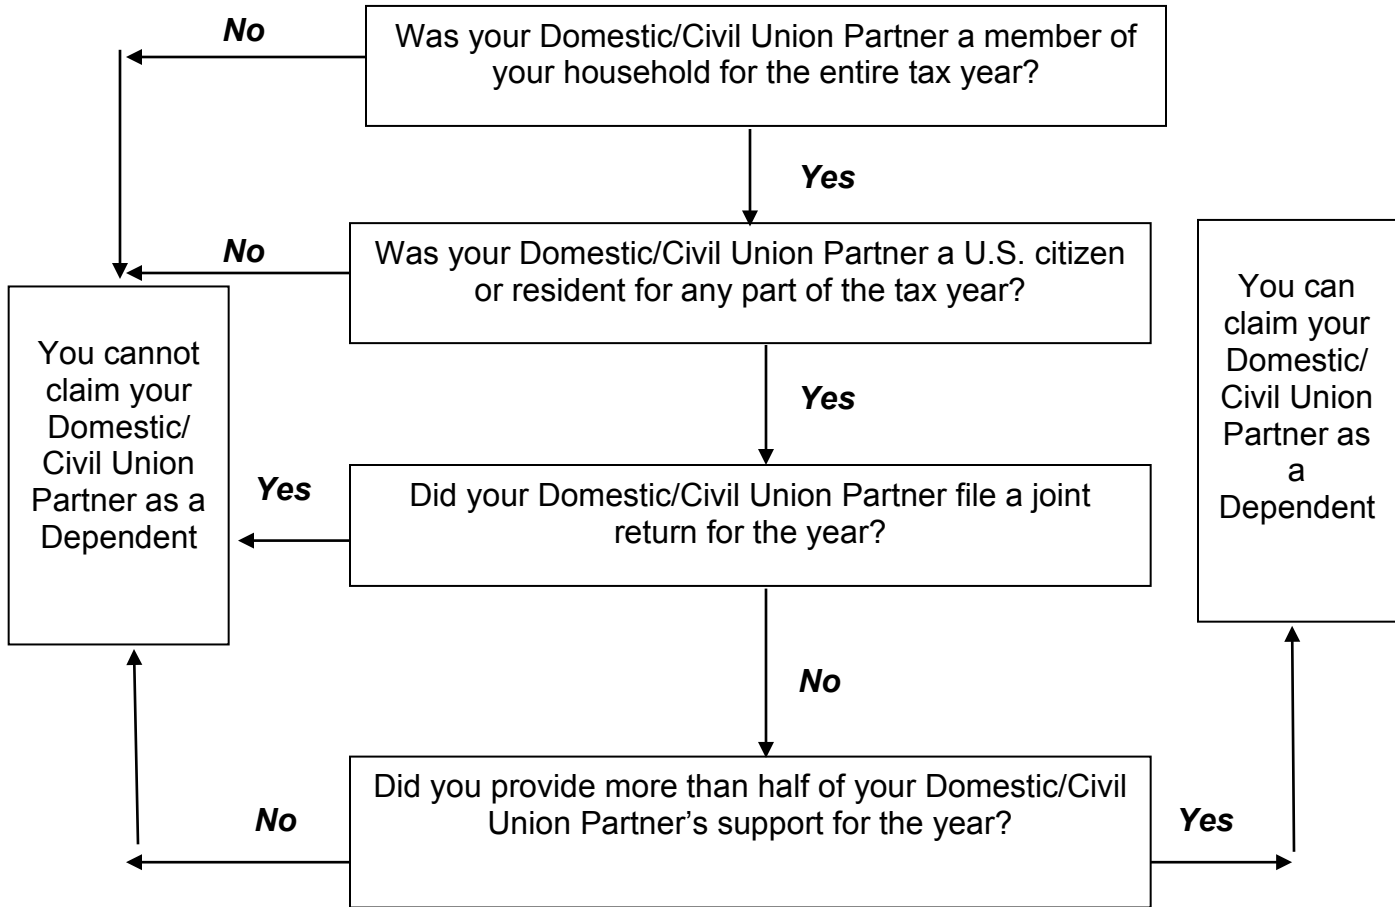 No
Was your Domestic/Civil Union Partner a member of
your household for the entire tax year?
Yes
No
Was your Domestic/Civil Union Partner a U.S. citizen
or resident for any part of the tax year?
You cannot
claim your
Domestic/
Civil Union
Partner as a
Dependent
You can
claim your
Domestic/
Civil Union
Partner as
a
Dependent
Yes
Yes
Did your Domestic/Civil Union Partner file a joint
return for the year?
No
Did you provide more than half of your Domestic/Civil
Union Partner’s support for the year?
No
Yes